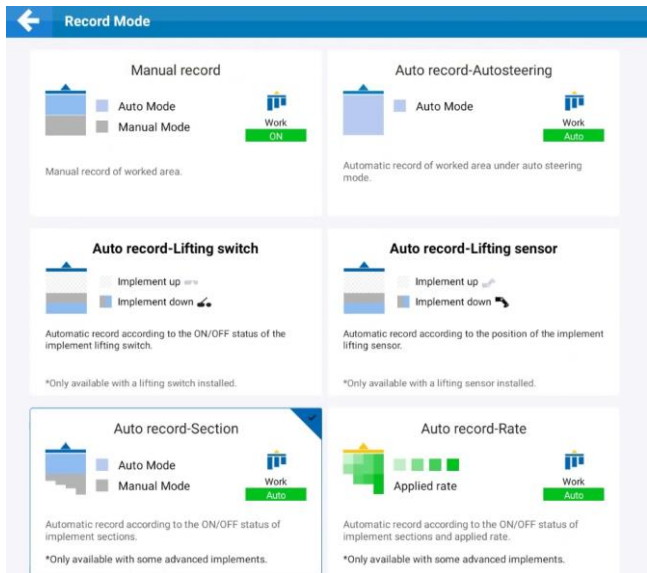 Record Mode
Manual record
Auto Mode
Manual Mode
Work
ON
Manual record of worked area.
Auto record-Autosteering
Auto Mode
Work
Auto
Automatic record of worked area under auto steering
mode.
Auto record-Lifting switch
Implement up
Implement down
Automatic record according to the ON/OFF status of the
implement lifting switch.
*Only available with a lifting switch installed.
Auto record-Lifting sensor
Implement up
Implement down
Automatic record according to the position of the implement
lifting sensor.
*Only available with a lifting sensor installed.
Auto record-Section
Auto Mode
Manual Mode
Work
Auto
Automatic record according to the ON/OFF status of
implement sections.
*Only available with some advanced implements.
Auto record-Rate
Applied rate
Work
Auto
Automatic record according to the ON/OFF status of
implement sections and applied rate.
*Only available with some advanced implements.